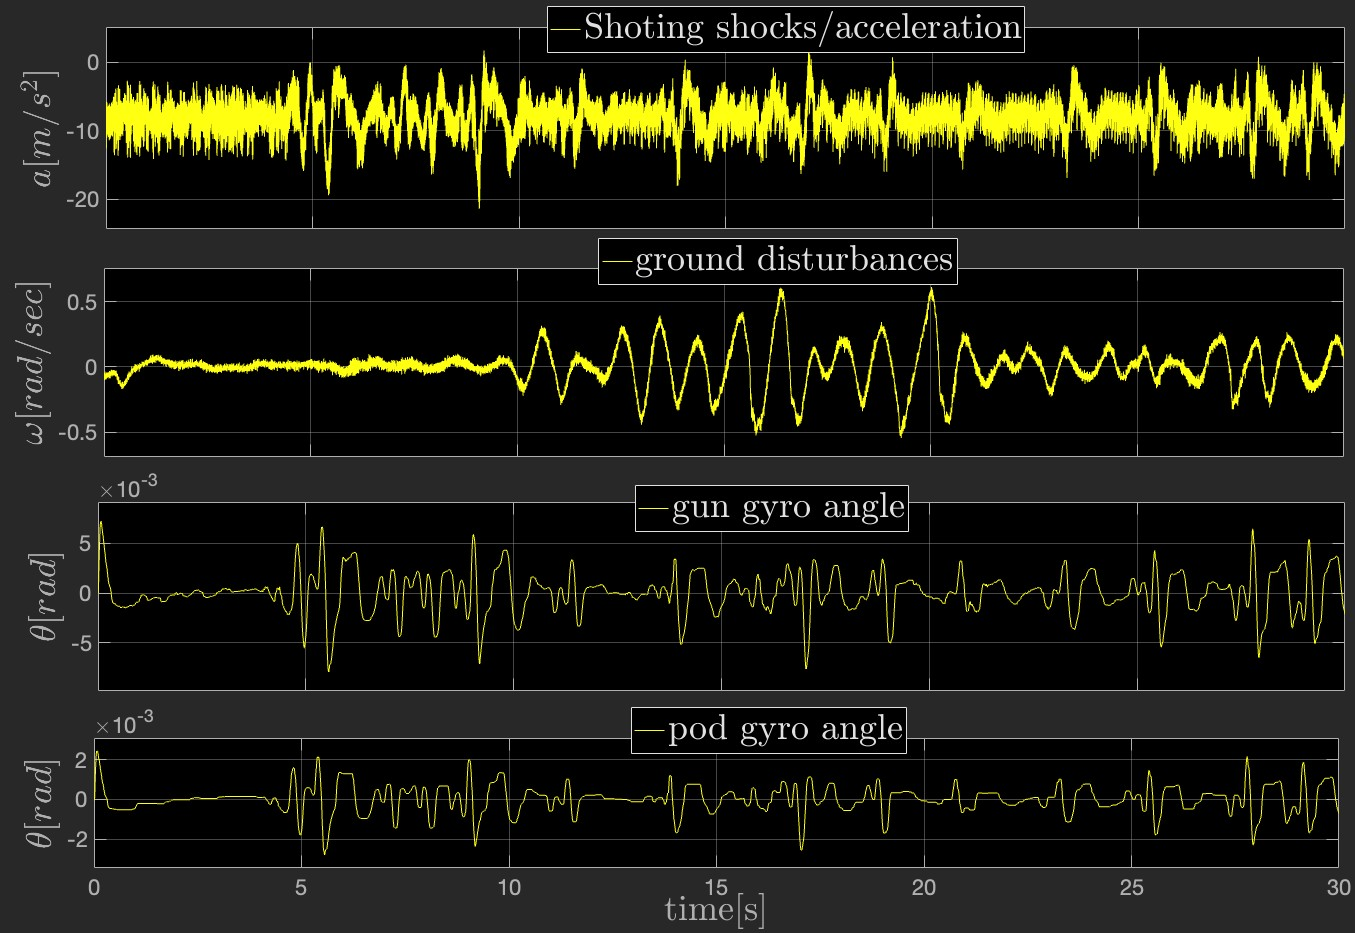 Shoting shocks/acceleration
0
-10
-20
a[m/s²]
ground disturbances
0.5
0
-0.5
ω[rad/sec]
×10⁻³
gun gyro angle
5
0
-5
θ[rad]
×10⁻³
pod gyro angle
2
0
-2
θ[rad]
0 5 10 15 20 25 30
time[s]